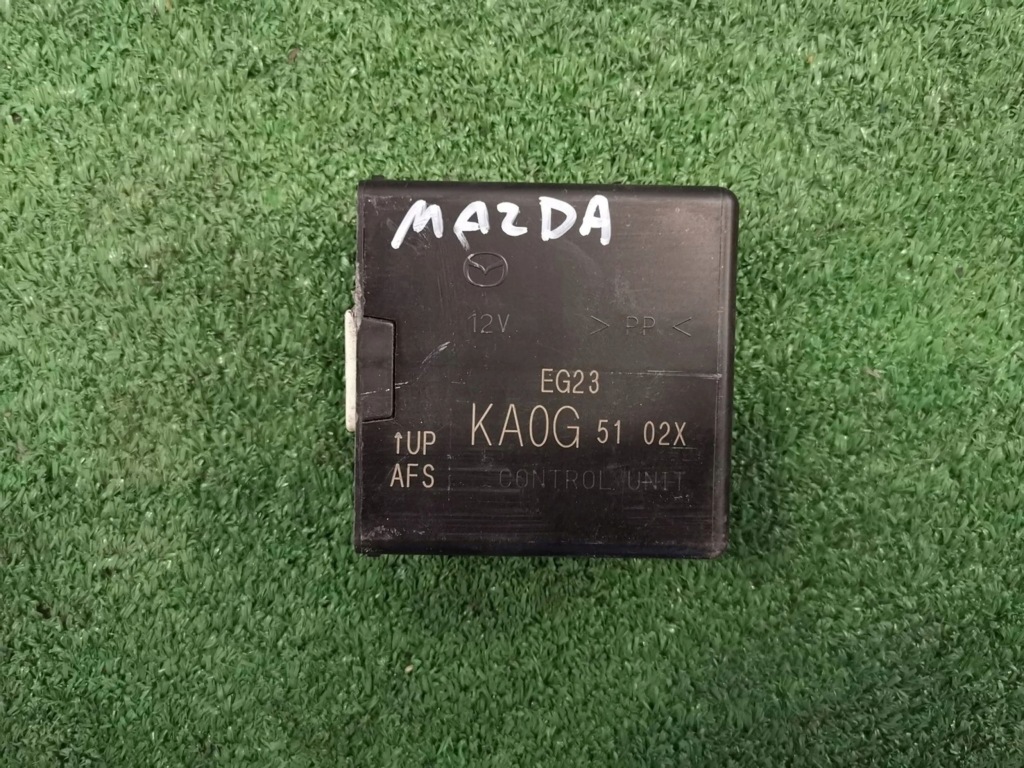 MAZDA
12V > PP <
EG23
KA0G 51 02X
↑UP
AFS CONTROL UNIT